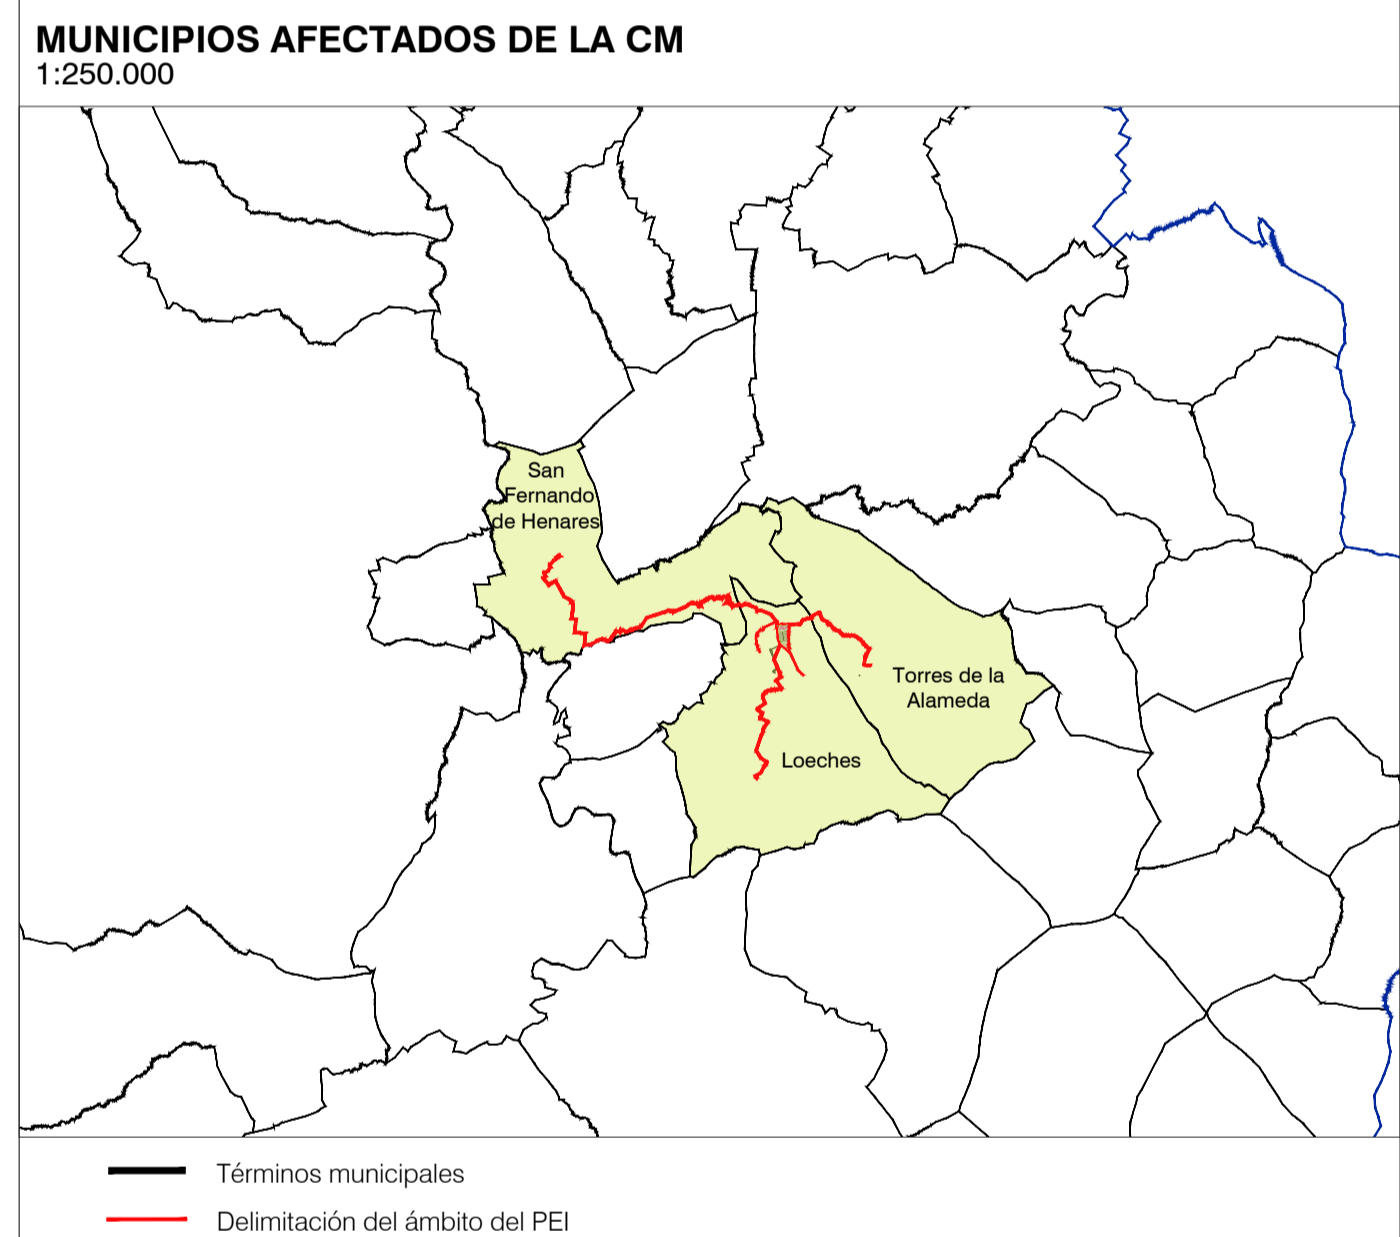 MUNICIPIOS AFECTADOS DE LA CM
1:250.000
San
Fernando
de Henares
Torres de la
Alameda
Loeches
Términos municipales
Delimitación del ámbito del PEI